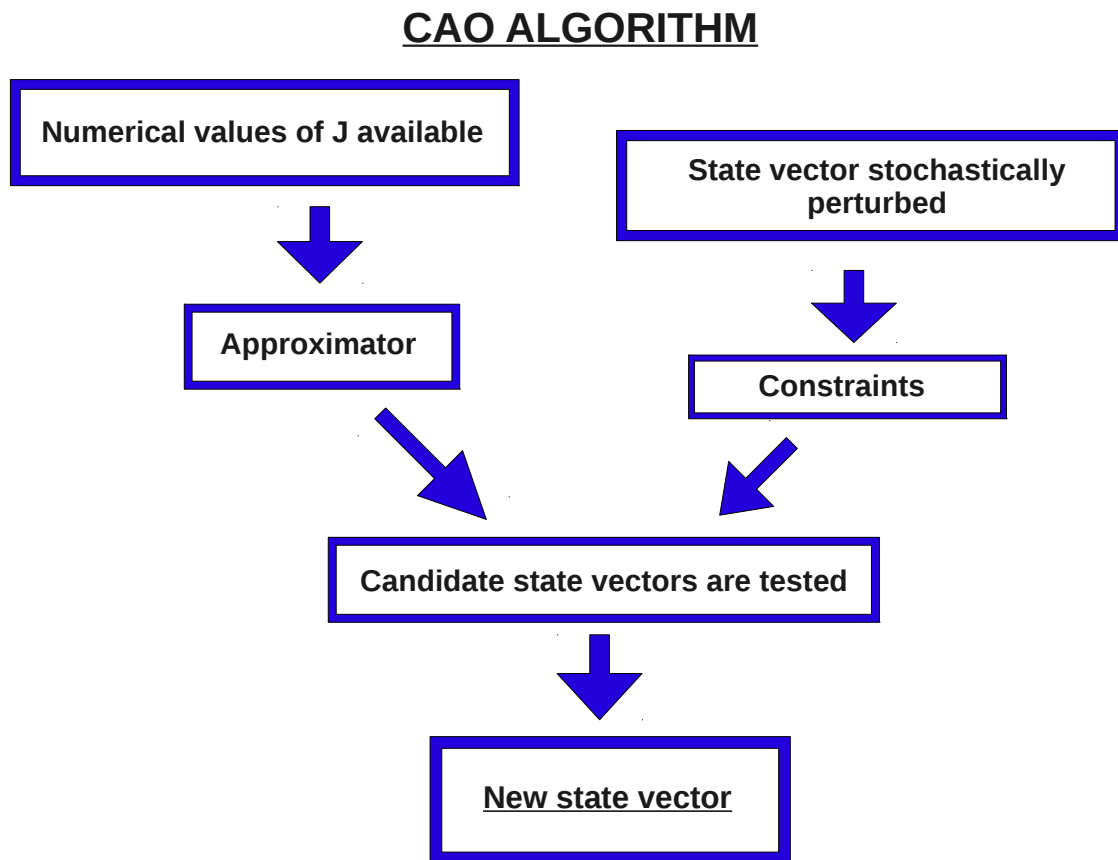 CAO ALGORITHM
Numerical values of J available
State vector stochastically
perturbed
Approximator
Constraints
Candidate state vectors are tested
New state vector